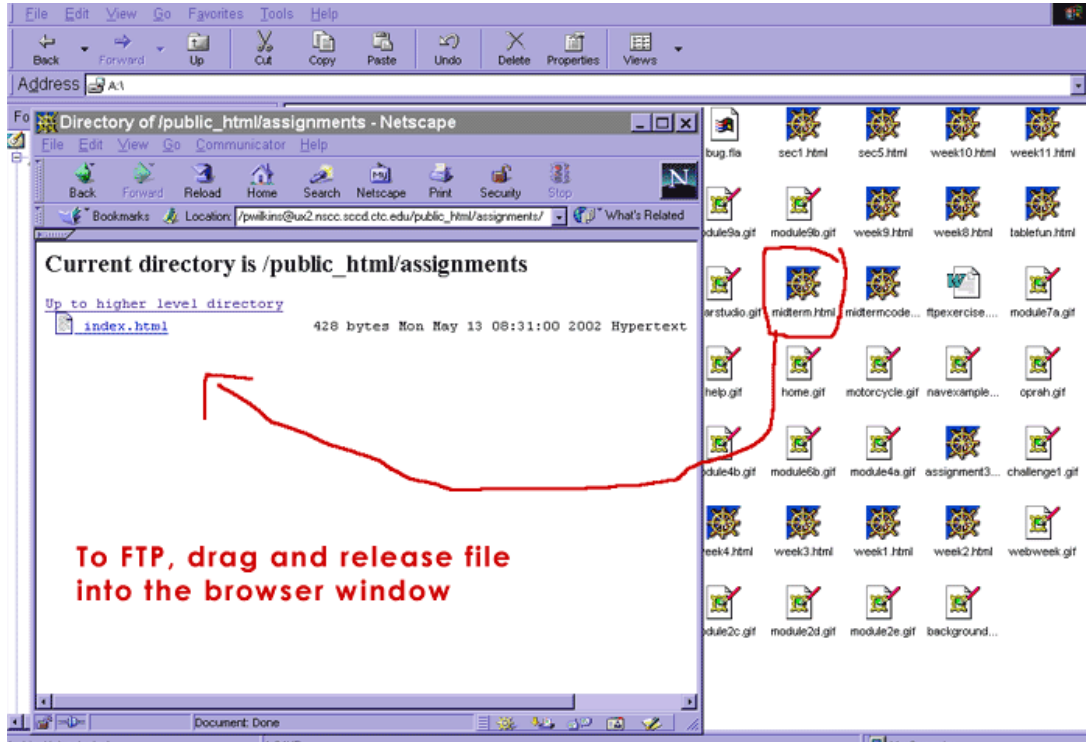 File Edit View Go Favorites Tools Help
Back Forward Up Cut Copy Paste Undo Delete Properties Views
Address A:\
Fo
Directory of /public_html/assignments - Netscape
File Edit View Go Communicator Help
Back Forward Reload Home Search Netscape Print Security Stop
N
Bookmarks Location: /pwilkins@ux2.nscc.sccd.ctc.edu/public_html/assignments/ What's Related
Current directory is /public_html/assignments
Up to higher level directory
index.html 428 bytes Mon May 13 08:31:00 2002 Hypertext
To FTP, drag and release file
into the browser window
Document: Done
bug.fla sec1.html sec5.html week10.html week11.html
odule9a.gif module9b.gif week9.html week8.html tablefun.html
arstudio.gif midterm.html midtermcode... ftpexercise.... module7a.gif
help.gif home.gif motorcycle.gif navexample... oprah.gif
odule4b.gif module6b.gif module4a.gif assignment3... challenge1.gif
eek4.html week3.html week1.html week2.html webweek.gif
odule2c.gif module2d.gif module2e.gif background...